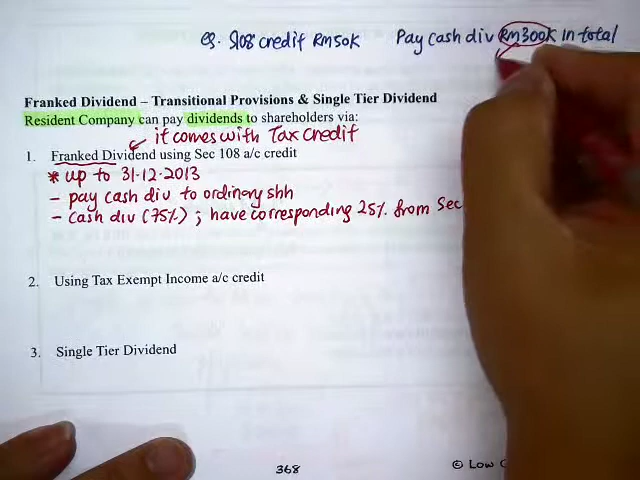 eg. S108 credit RM50K Pay cash div RM300K in total
Franked Dividend – Transitional Provisions & Single Tier Dividend
Resident Company can pay dividends to shareholders via:
it comes with Tax Credit
1. Franked Dividend using Sec 108 a/c credit
* up to 31.12.2013
- pay cash div to ordinary shh
- cash div (75%) ; have corresponding 25% from Sec
2. Using Tax Exempt Income a/c credit
3. Single Tier Dividend
368
© Low